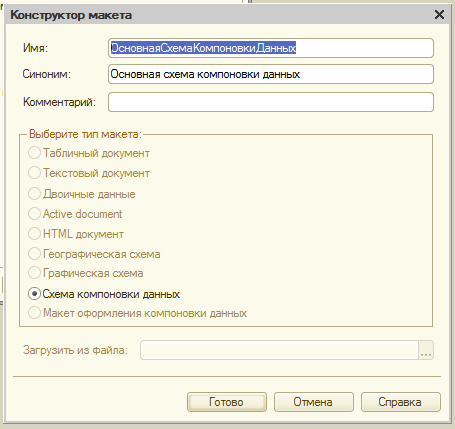 Конструктор макета
Имя: ОсновнаяСхемаКомпоновкиДанных
Синоним: Основная схема компоновки данных
Комментарий:
Выберите тип макета:
Табличный документ
Текстовый документ
Двоичные данные
Active document
HTML документ
Географическая схема
Графическая схема
Схема компоновки данных
Макет оформления компоновки данных
Загрузить из файла: ...
Готово Отмена Справка